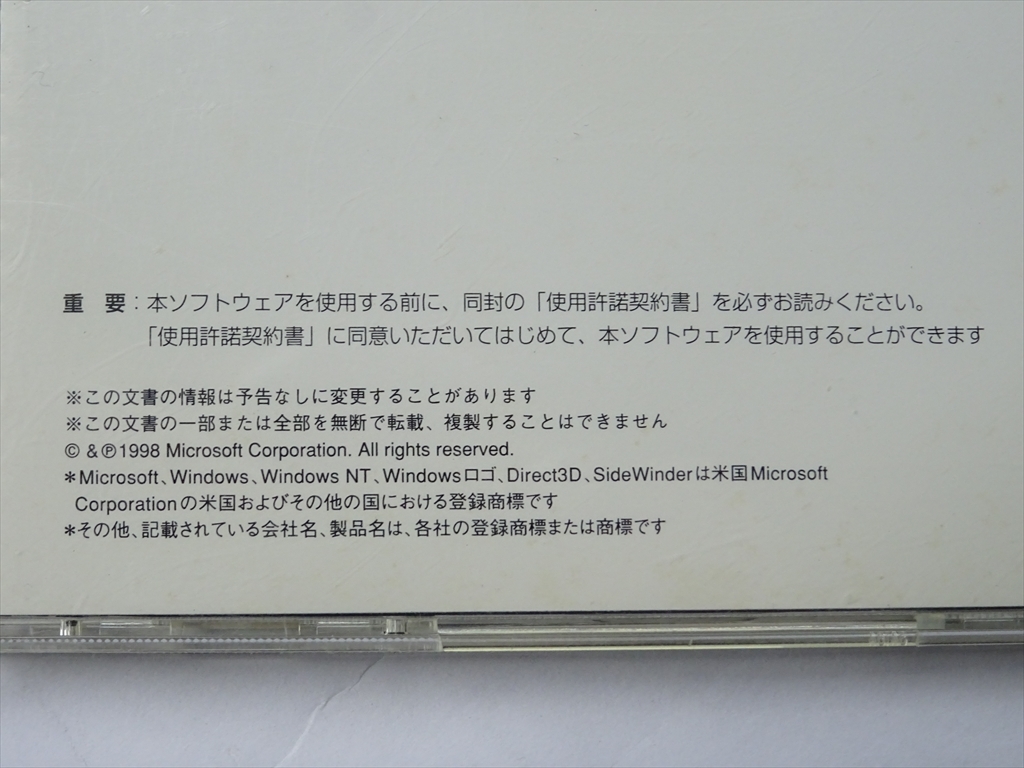 重　要：本ソフトウェアを使用する前に、同封の「使用許諾契約書」を必ずお読みください。
「使用許諾契約書」に同意いただいてはじめて、本ソフトウェアを使用することができます
※この文書の情報は予告なしに変更することがあります
※この文書の一部または全部を無断で転載、複製することはできません
© &℗1998 Microsoft Corporation. All rights reserved.
＊Microsoft、Windows、Windows NT、Windowsロゴ、Direct3D、SideWinderは米国Microsoft
Corporationの米国およびその他の国における登録商標です
＊その他、記載されている会社名、製品名は、各社の登録商標または商標です